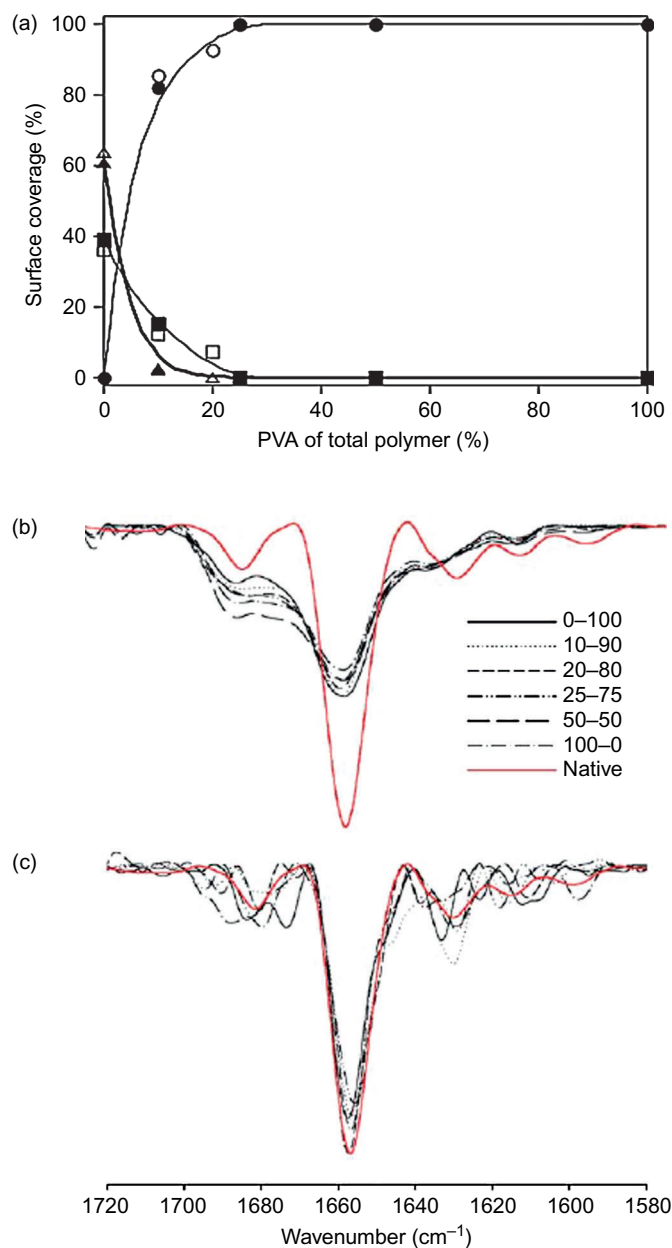 (a)
100
80
60
40
20
0
Surface coverage (%)
0 20 40 60 80 100
PVA of total polymer (%)
(b)
0–100
10–90
20–80
25–75
50–50
100–0
Native
(c)
1720 1700 1680 1660 1640 1620 1600 1580
Wavenumber (cm⁻¹)